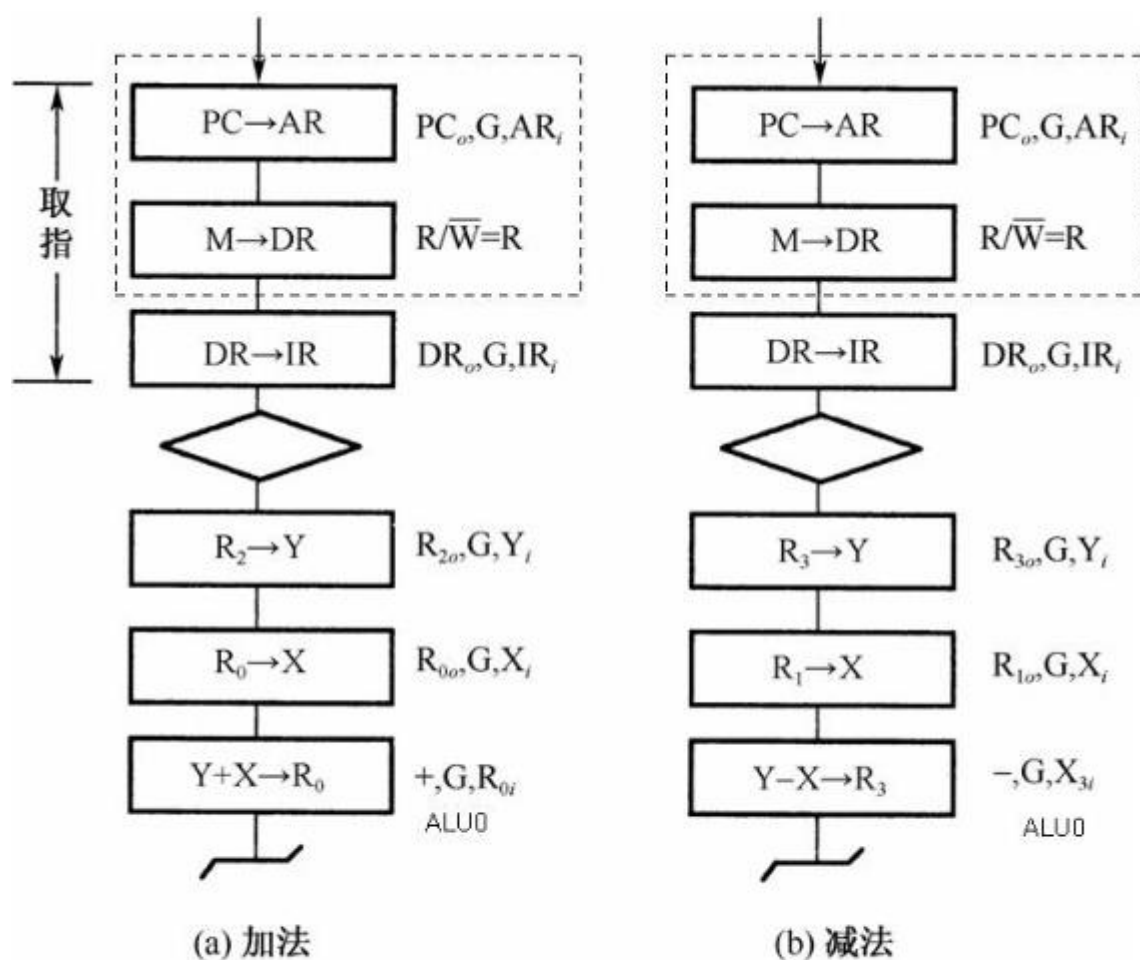 PC→AR PCₒ,G,ARᵢ PC→AR PCₒ,G,ARᵢ
取指
M→DR R/W̅=R M→DR R/W̅=R
DR→IR DRₒ,G,IRᵢ DR→IR DRₒ,G,IRᵢ
R₂→Y R₂ₒ,G,Yᵢ R₃→Y R₃ₒ,G,Yᵢ
R₀→X R₀ₒ,G,Xᵢ R₁→X R₁ₒ,G,Xᵢ
Y+X→R₀ +,G,R₀ᵢ Y−X→R₃ −,G,X₃ᵢ
ALU0 ALU0
(a) 加法 (b) 减法